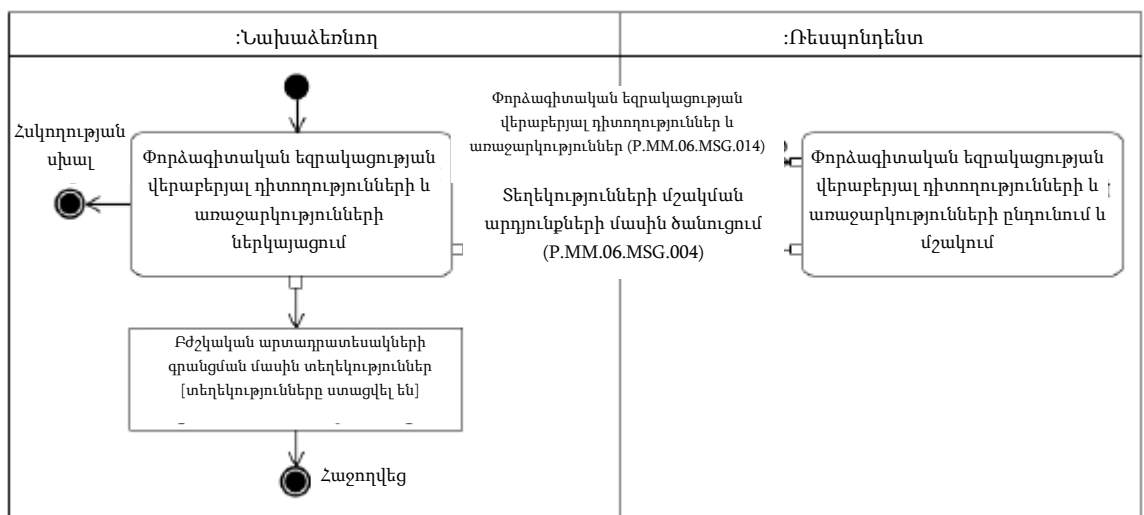 :Նախաձեռնող
:Ռեսպոնդենտ
Հսկողության
սխալ
Փորձագիտական եզրակացության
վերաբերյալ դիտողությունների և
առաջարկությունների
ներկայացում
Փորձագիտական եզրակացության
վերաբերյալ դիտողություններ և
առաջարկություններ (P.MM.06.MSG.014)
Տեղեկությունների մշակման
արդյունքների մասին ծանուցում
(P.MM.06.MSG.004)
Փորձագիտական եզրակացության
վերաբերյալ դիտողությունների և
առաջարկությունների ընդունում և
մշակում
Բժշկական արտադրատեսակների
գրանցման մասին տեղեկություններ
[տեղեկությունները ստացվել են]
Հաջողվեց